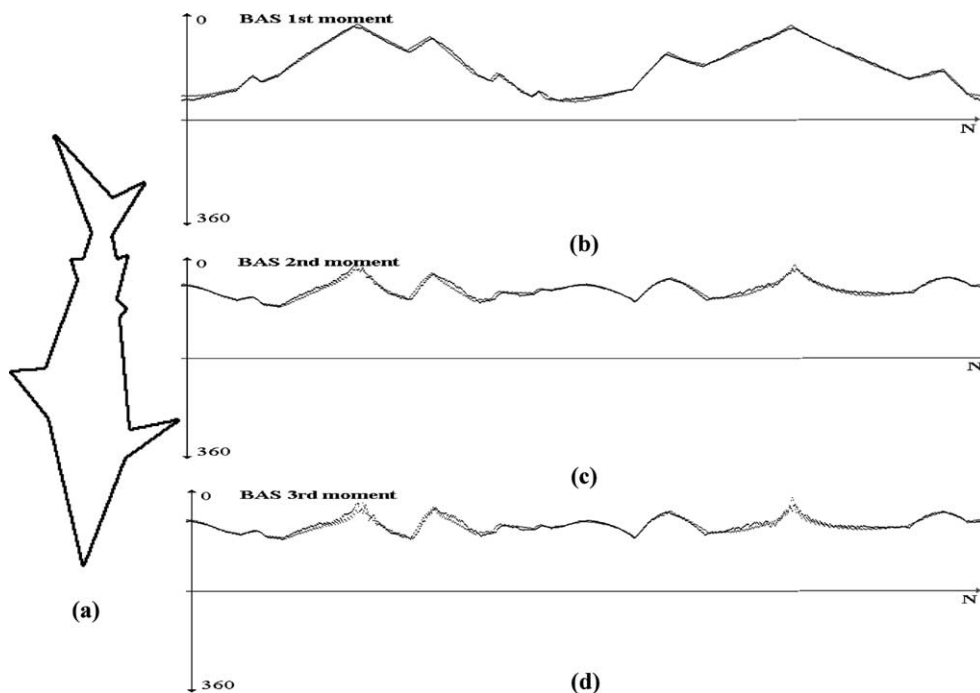 0
BAS 1st moment
N
360
(b)
0
BAS 2nd moment
N
360
(c)
0
BAS 3rd moment
(a)
N
360
(d)